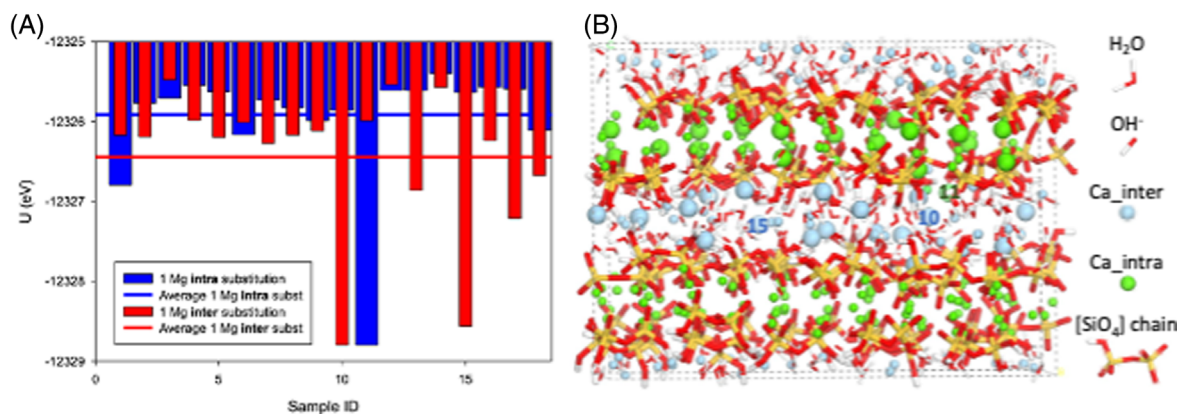 (A)
-12325
-12326
-12327
-12328
-12329
U (eV)
1 Mg intra substitution
Average 1 Mg intra subst
1 Mg inter substitution
Average 1 Mg inter subst
0
5
10
15
Sample ID
(B)
11
15
10
H₂O
OH⁻
Ca_inter
Ca_intra
[SiO₄] chain